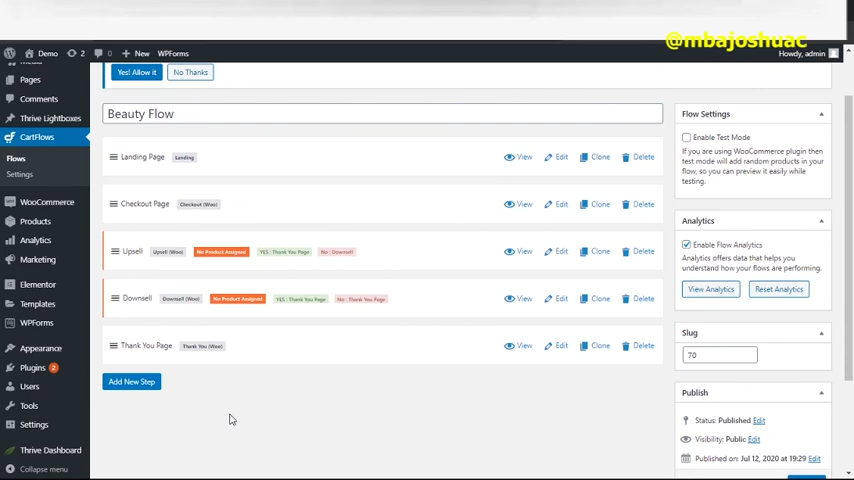 @mbajoshuac
Demo 2 0 New WPForms Howdy, admin
Pages
Comments
Thrive Lightboxes
CartFlows
Flows
Settings
WooCommerce
Products
Analytics
Marketing
Elementor
Templates
WPForms
Appearance
Plugins 2
Users
Tools
Settings
Thrive Dashboard
Collapse menu
Yes! Allow it No Thanks
Beauty Flow
Landing Page Landing View Edit Clone Delete
Checkout Page Checkout (Woo) View Edit Clone Delete
Upsell Upsell (Woo) No Product Assigned YES : Thank You Page No : Downsell View Edit Clone Delete
Downsell Downsell (Woo) No Product Assigned YES : Thank You Page No : Thank You Page View Edit Clone Delete
Thank You Page Thank You (Woo) View Edit Clone Delete
Add New Step
Flow Settings
Enable Test Mode
If you are using WooCommerce plugin then
test mode will add random products in your
flow, so you can preview it easily while
testing.
Analytics
Enable Flow Analytics
Analytics offers data that helps you
understand how your flows are performing.
View Analytics Reset Analytics
Slug
70
Publish
Status: Published Edit
Visibility: Public Edit
Published on: Jul 12, 2020 at 19:29 Edit